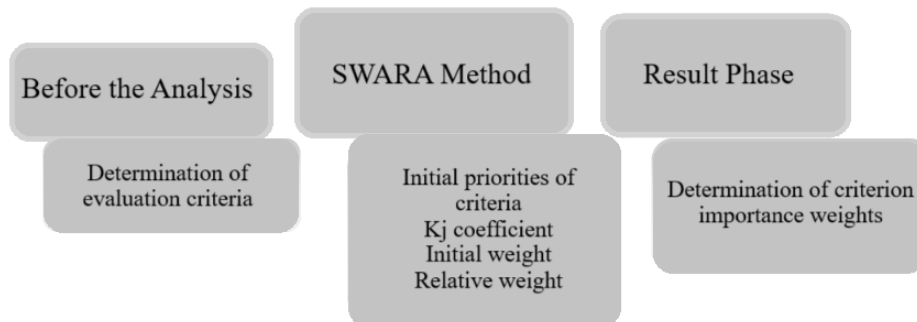 Before the Analysis
Determination of
evaluation criteria
SWARA Method
Initial priorities of
criteria
Kj coefficient
Initial weight
Relative weight
Result Phase
Determination of criterion
importance weights